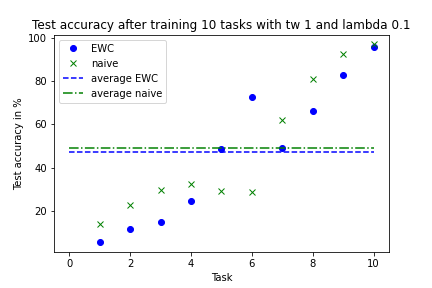 Test accuracy after training 10 tasks with tw 1 and lambda 0.1
100
80
60
40
20
Test accuracy in %
EWC
naive
average EWC
average naive
0 2 4 6 8 10
Task